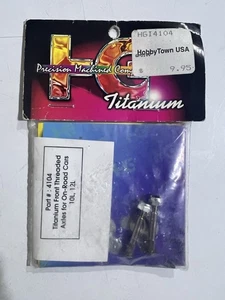 HGI4104
HobbyTown USA
$ 9.95
HG
Precision Machined Comp
Titanium
Part # : 4104
Titanium Front Threaded
Axles for On-Road Cars
10L, 12L